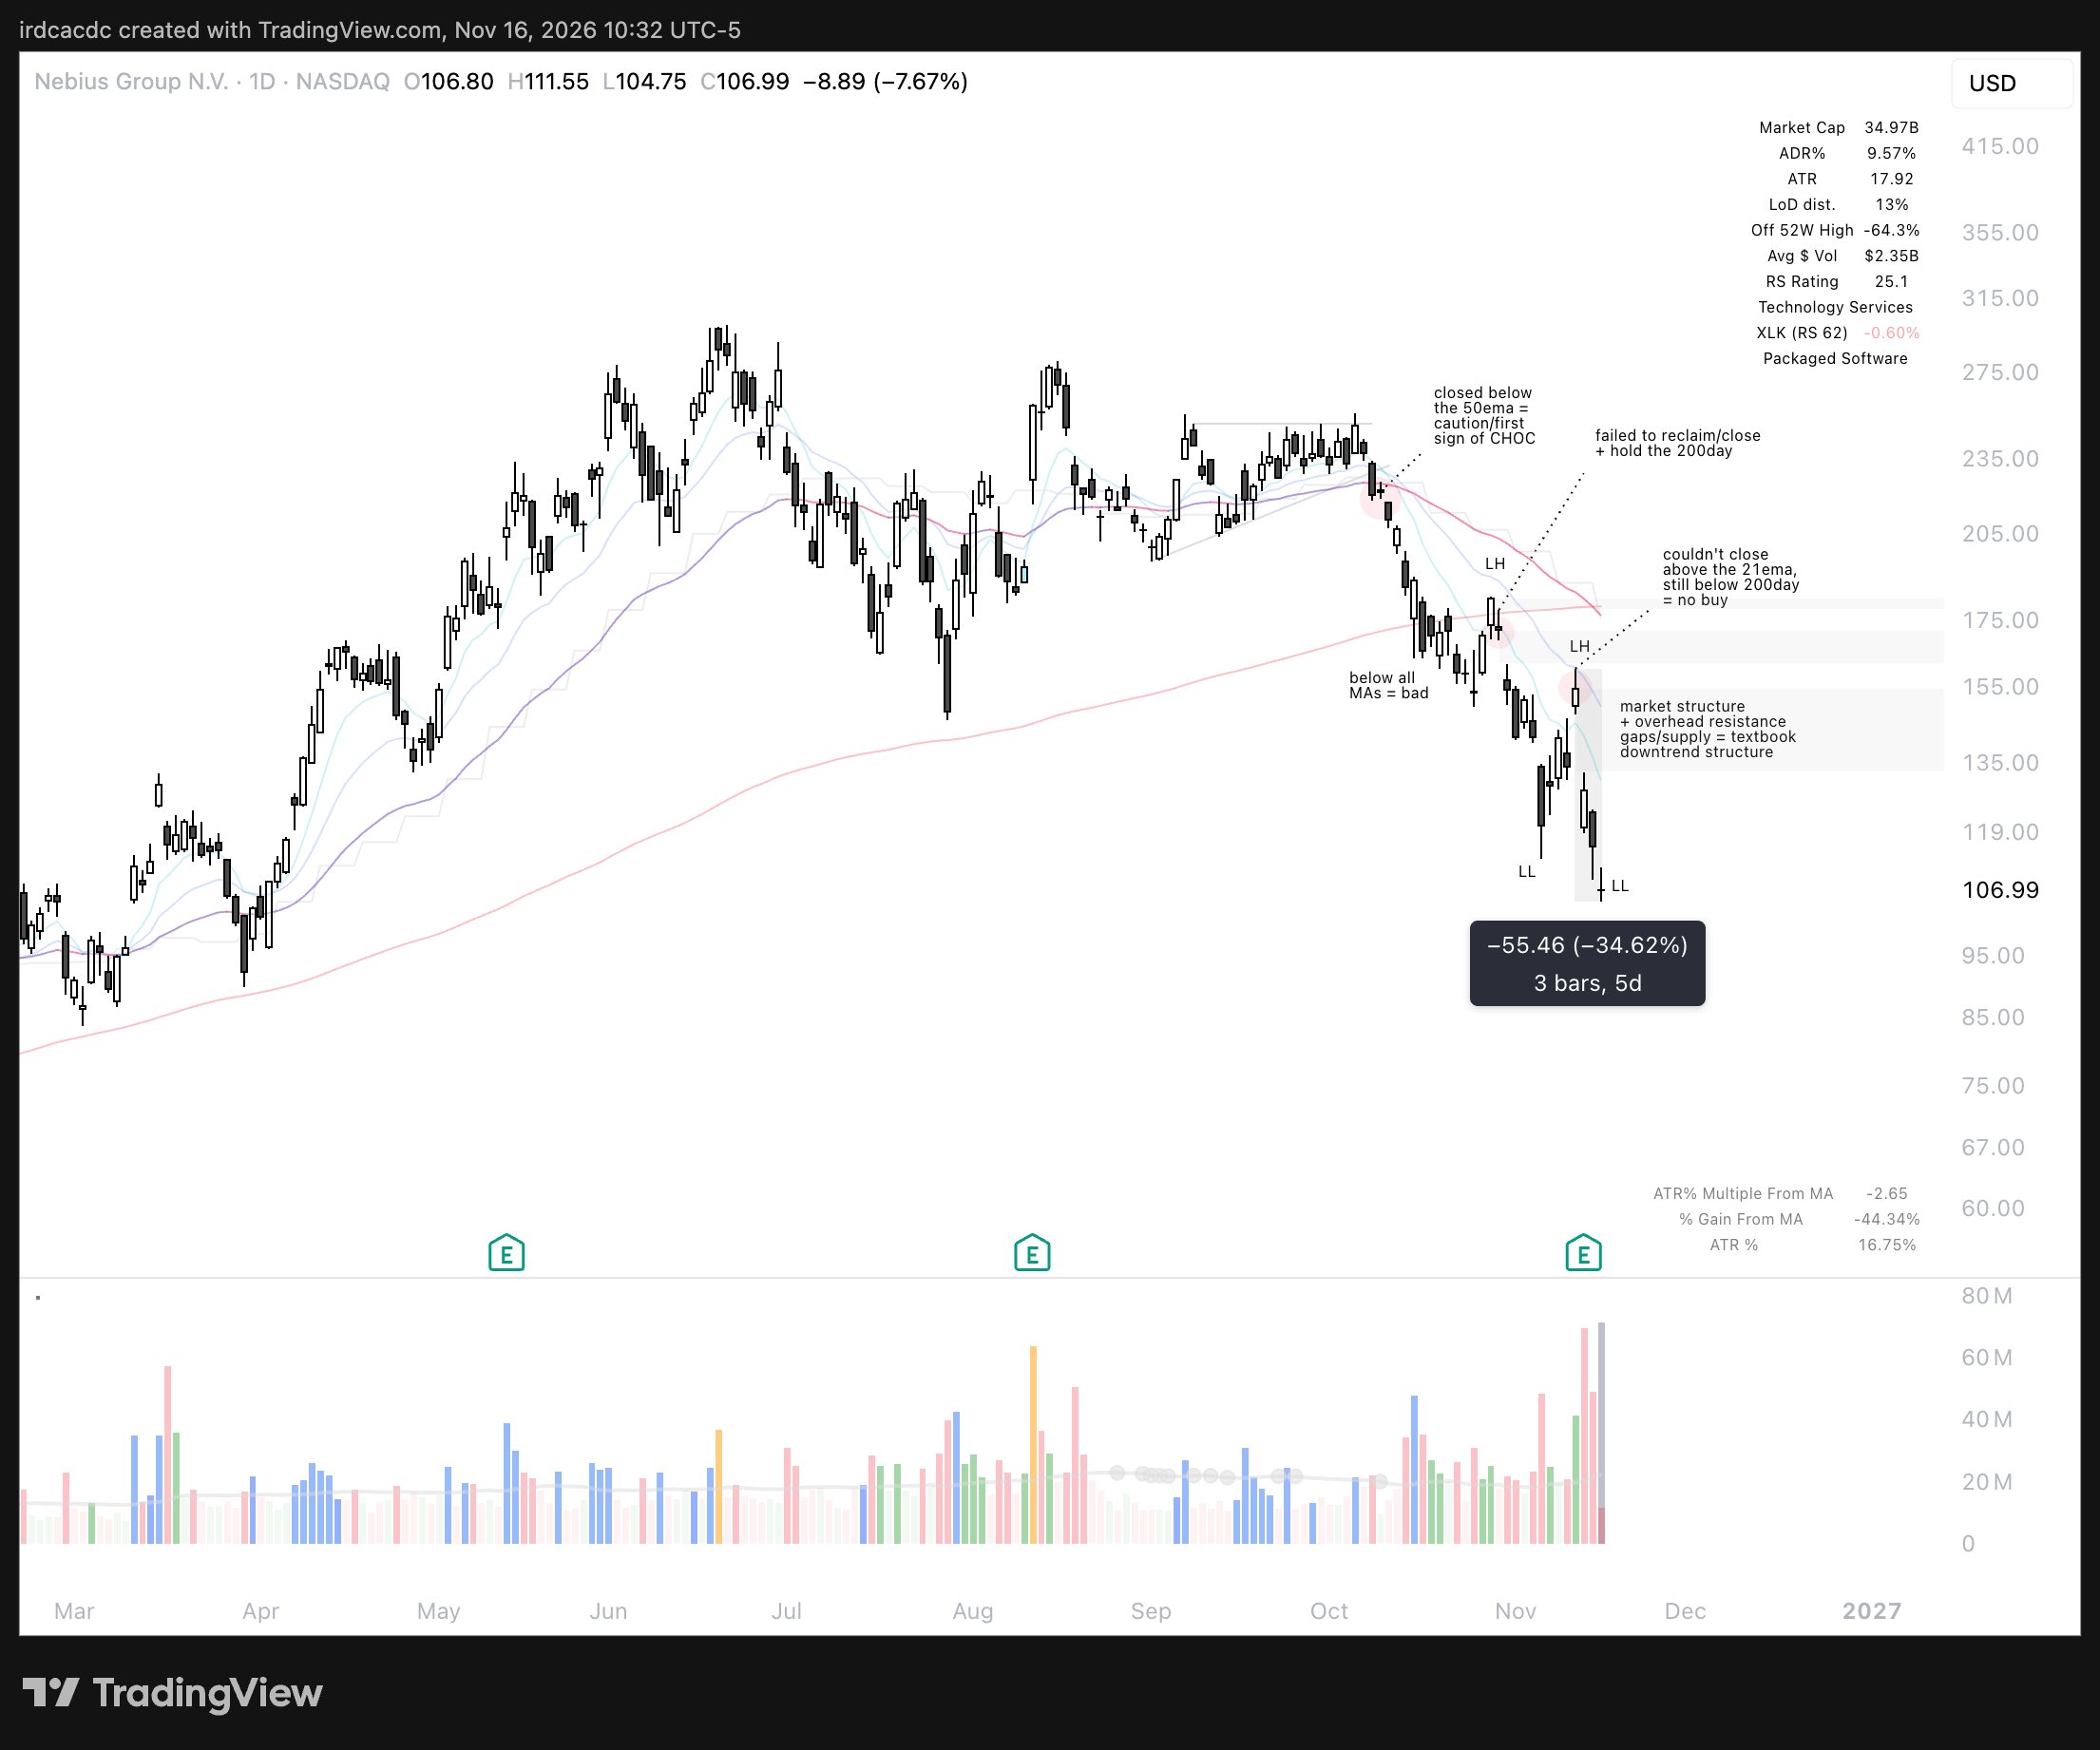 irdcacdc created with TradingView.com, Nov 16, 2026 10:32 UTC-5
Nebius Group N.V. · 1D · NASDAQ O106.80 H111.55 L104.75 C106.99 −8.89 (−7.67%)
USD
Market Cap 34.97B
ADR% 9.57%
ATR 17.92
LoD dist. 13%
Off 52W High -64.3%
Avg $ Vol $2.35B
RS Rating 25.1
Technology Services
XLK (RS 62) -0.60%
Packaged Software
415.00
355.00
315.00
275.00
235.00
205.00
175.00
155.00
135.00
119.00
106.99
95.00
85.00
75.00
67.00
60.00
closed below
the 50ema =
caution/first
sign of CHOC
failed to reclaim/close
+ hold the 200day
LH
couldn't close
above the 21ema,
still below 200day
= no buy
LH
below all
MAs = bad
market structure
+ overhead resistance
gaps/supply = textbook
downtrend structure
LL
LL
−55.46 (−34.62%)
3 bars, 5d
ATR% Multiple From MA -2.65
% Gain From MA -44.34%
ATR % 16.75%
E
E
E
80 M
60 M
40 M
20 M
0
Mar Apr May Jun Jul Aug Sep Oct Nov Dec 2027
TradingView